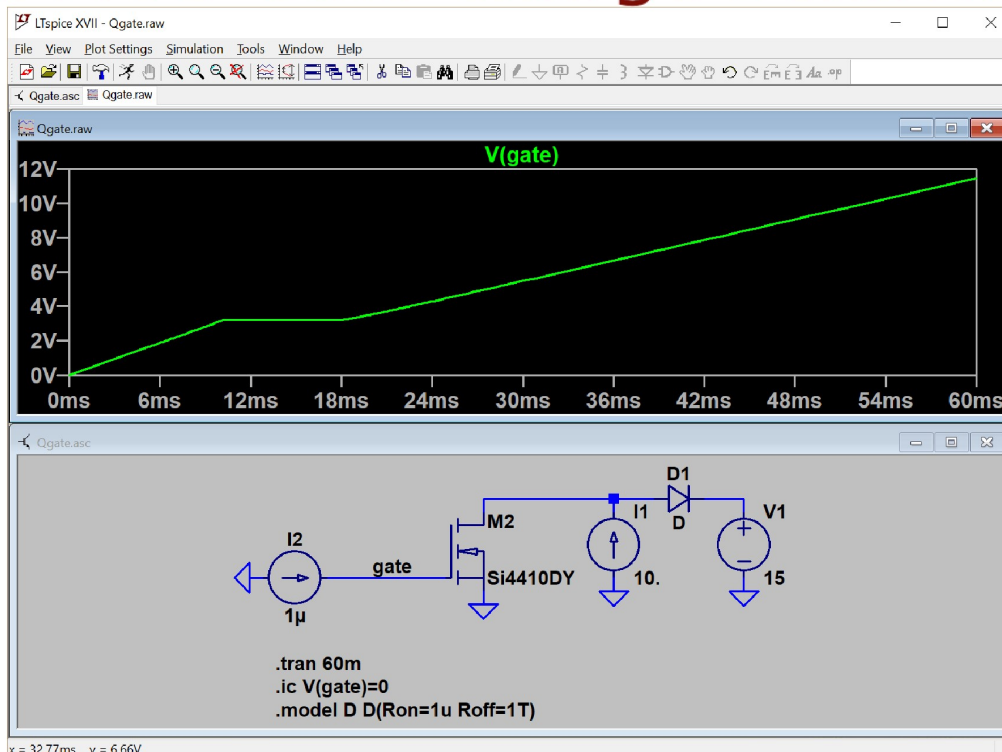 LTspice XVII - Qgate.raw
File View Plot Settings Simulation Tools Window Help
Qgate.asc Qgate.raw
Qgate.raw
V(gate)
12V
10V
8V
6V
4V
2V
0V
0ms 6ms 12ms 18ms 24ms 30ms 36ms 42ms 48ms 54ms 60ms
Qgate.asc
D1
I2 M2 I1 D V1
gate Si4410DY 10. 15
1µ
.tran 60m
.ic V(gate)=0
.model D D(Ron=1u Roff=1T)
x = 32.77ms y = 6.66V